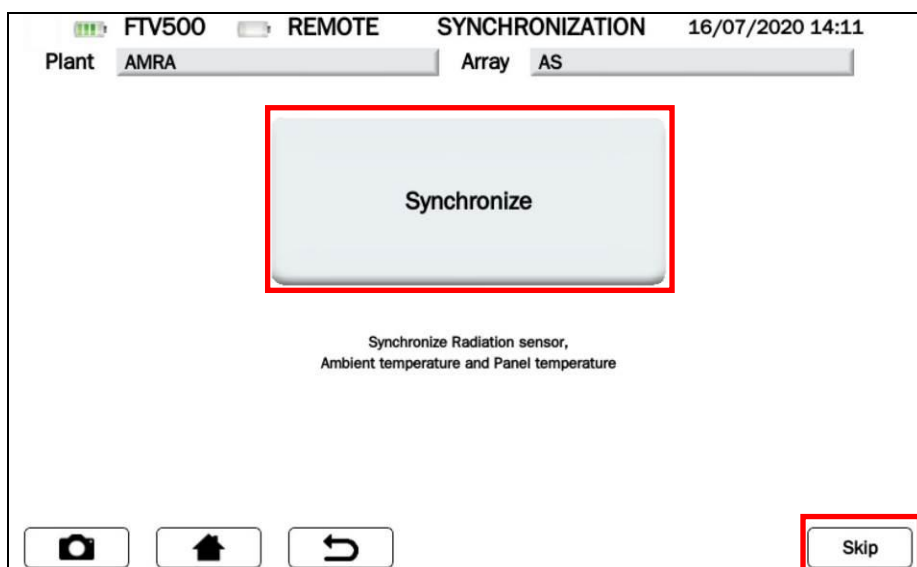 FTV500 REMOTE SYNCHRONIZATION 16/07/2020 14:11
Plant AMRA Array AS
Synchronize
Synchronize Radiation sensor,
Ambient temperature and Panel temperature
Skip